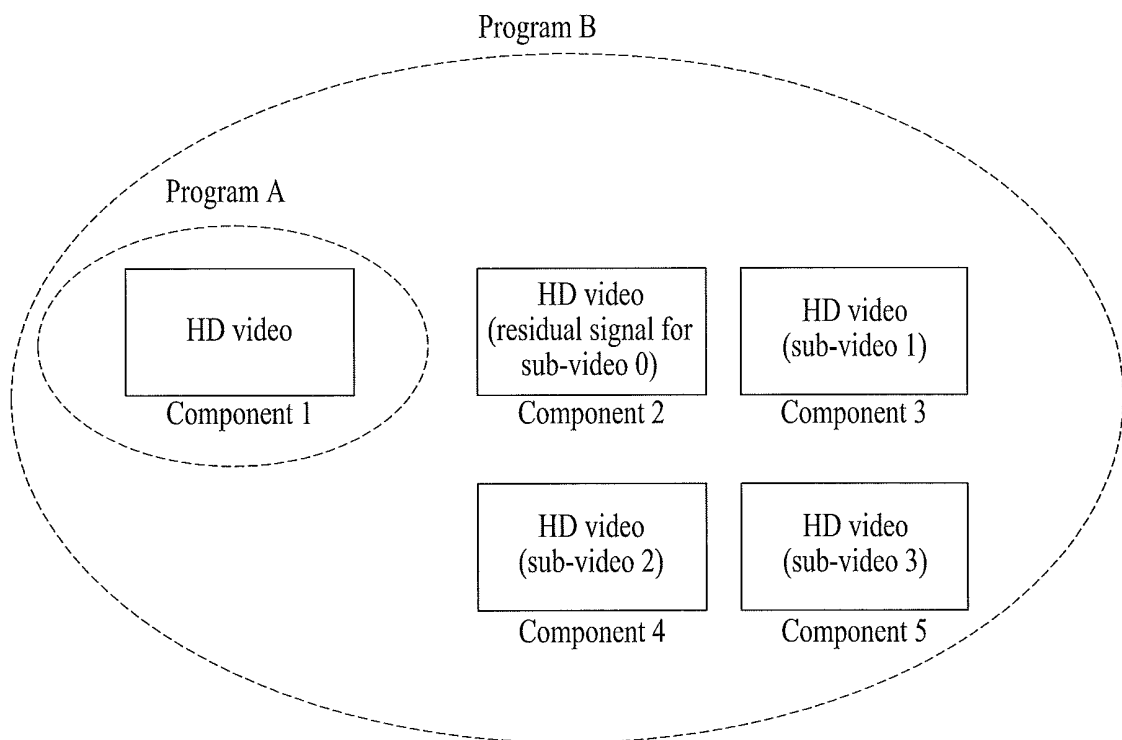 Program B
Program A
HD video
Component 1
HD video
(residual signal for
sub-video 0)
Component 2
HD video
(sub-video 1)
Component 3
HD video
(sub-video 2)
Component 4
HD video
(sub-video 3)
Component 5